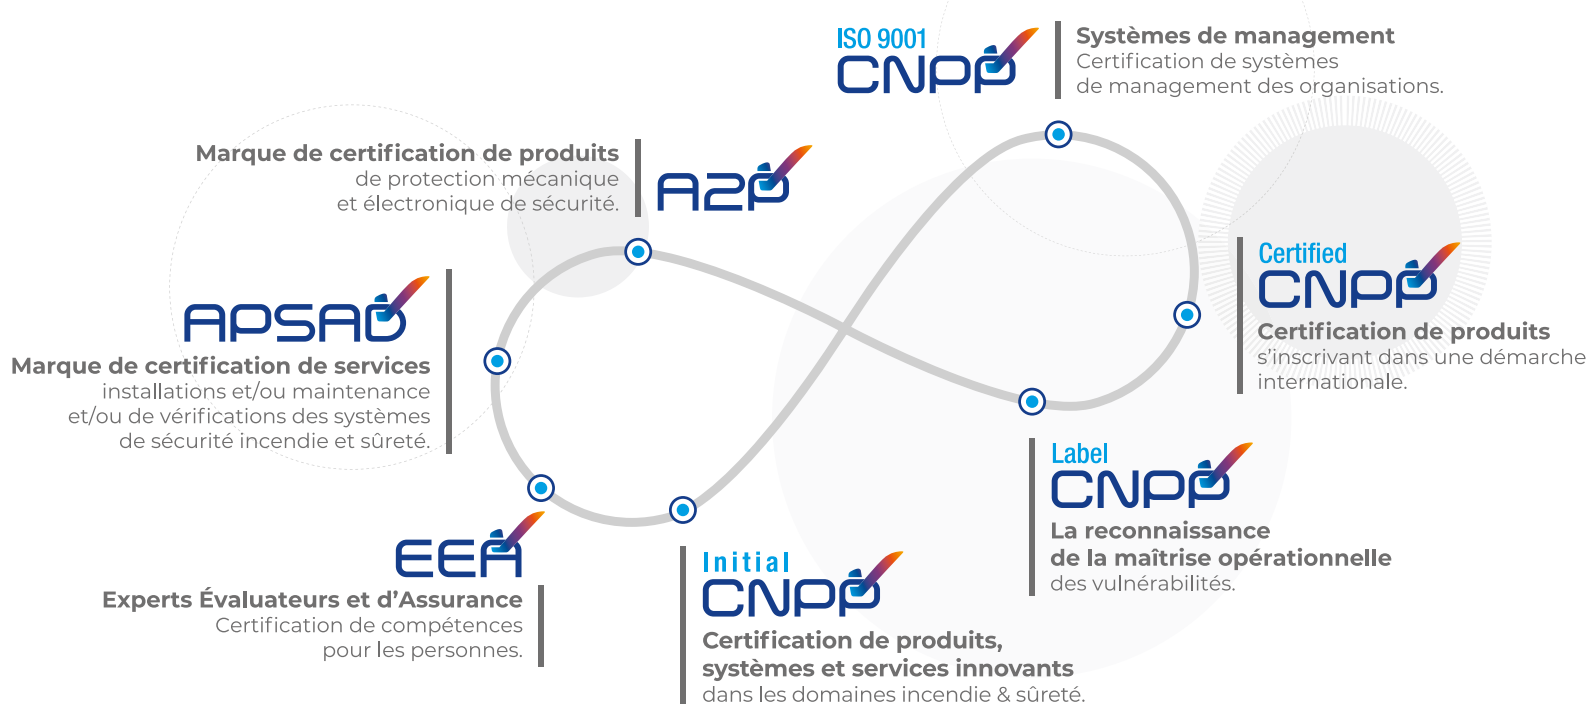 ISO 9001
CNPP
Systèmes de management
Certification de systèmes
de management des organisations.
Marque de certification de produits
de protection mécanique
et électronique de sécurité.
A2P
Certified
CNPP
Certification de produits
s'inscrivant dans une démarche
internationale.
APSAD
Marque de certification de services
installations et/ou maintenance
et/ou de vérifications des systèmes
de sécurité incendie et sûreté.
Label
CNPP
La reconnaissance
de la maîtrise opérationnelle
des vulnérabilités.
EEA
Experts Évaluateurs et d’Assurance
Certification de compétences
pour les personnes.
Initial
CNPP
Certification de produits,
systèmes et services innovants
dans les domaines incendie & sûreté.